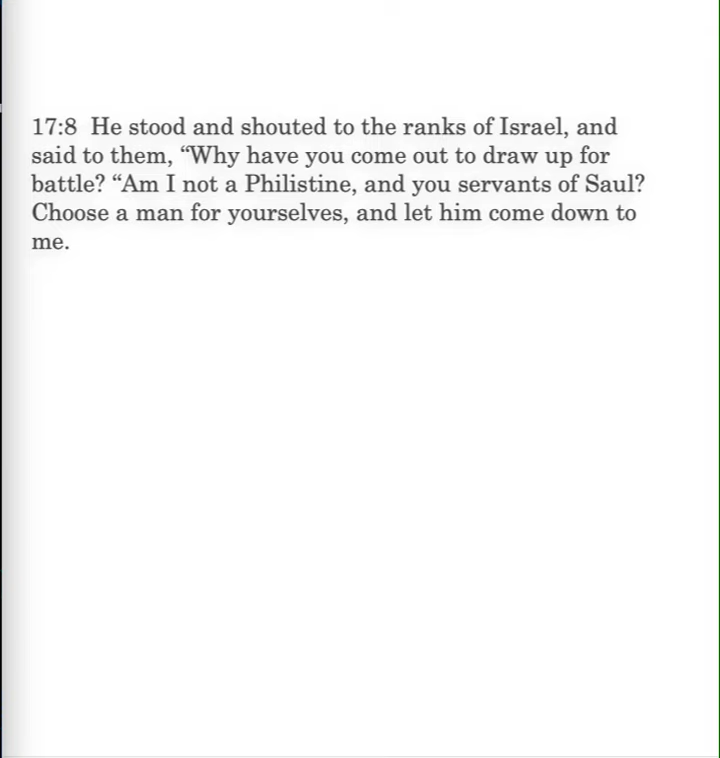 17:8  He stood and shouted to the ranks of Israel, and
said to them, “Why have you come out to draw up for
battle? “Am I not a Philistine, and you servants of Saul?
Choose a man for yourselves, and let him come down to
me.